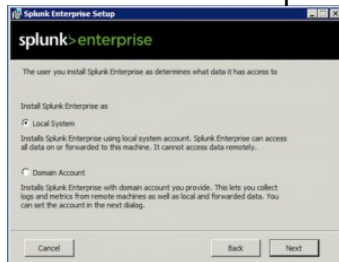 Splunk Enterprise Setup
splunk>enterprise
The user you install Splunk Enterprise as determines what data it has access to
Install Splunk Enterprise as
Local System
Installs Splunk Enterprise using local system account. Splunk Enterprise can access
all data on or forwarded to this machine. It cannot access data remotely.
Domain Account
Installs Splunk Enterprise with domain account you provide. This lets you collect
logs and metrics from remote machines as well as local and forwarded data. You
can set the account in the next dialog.
Cancel Back Next